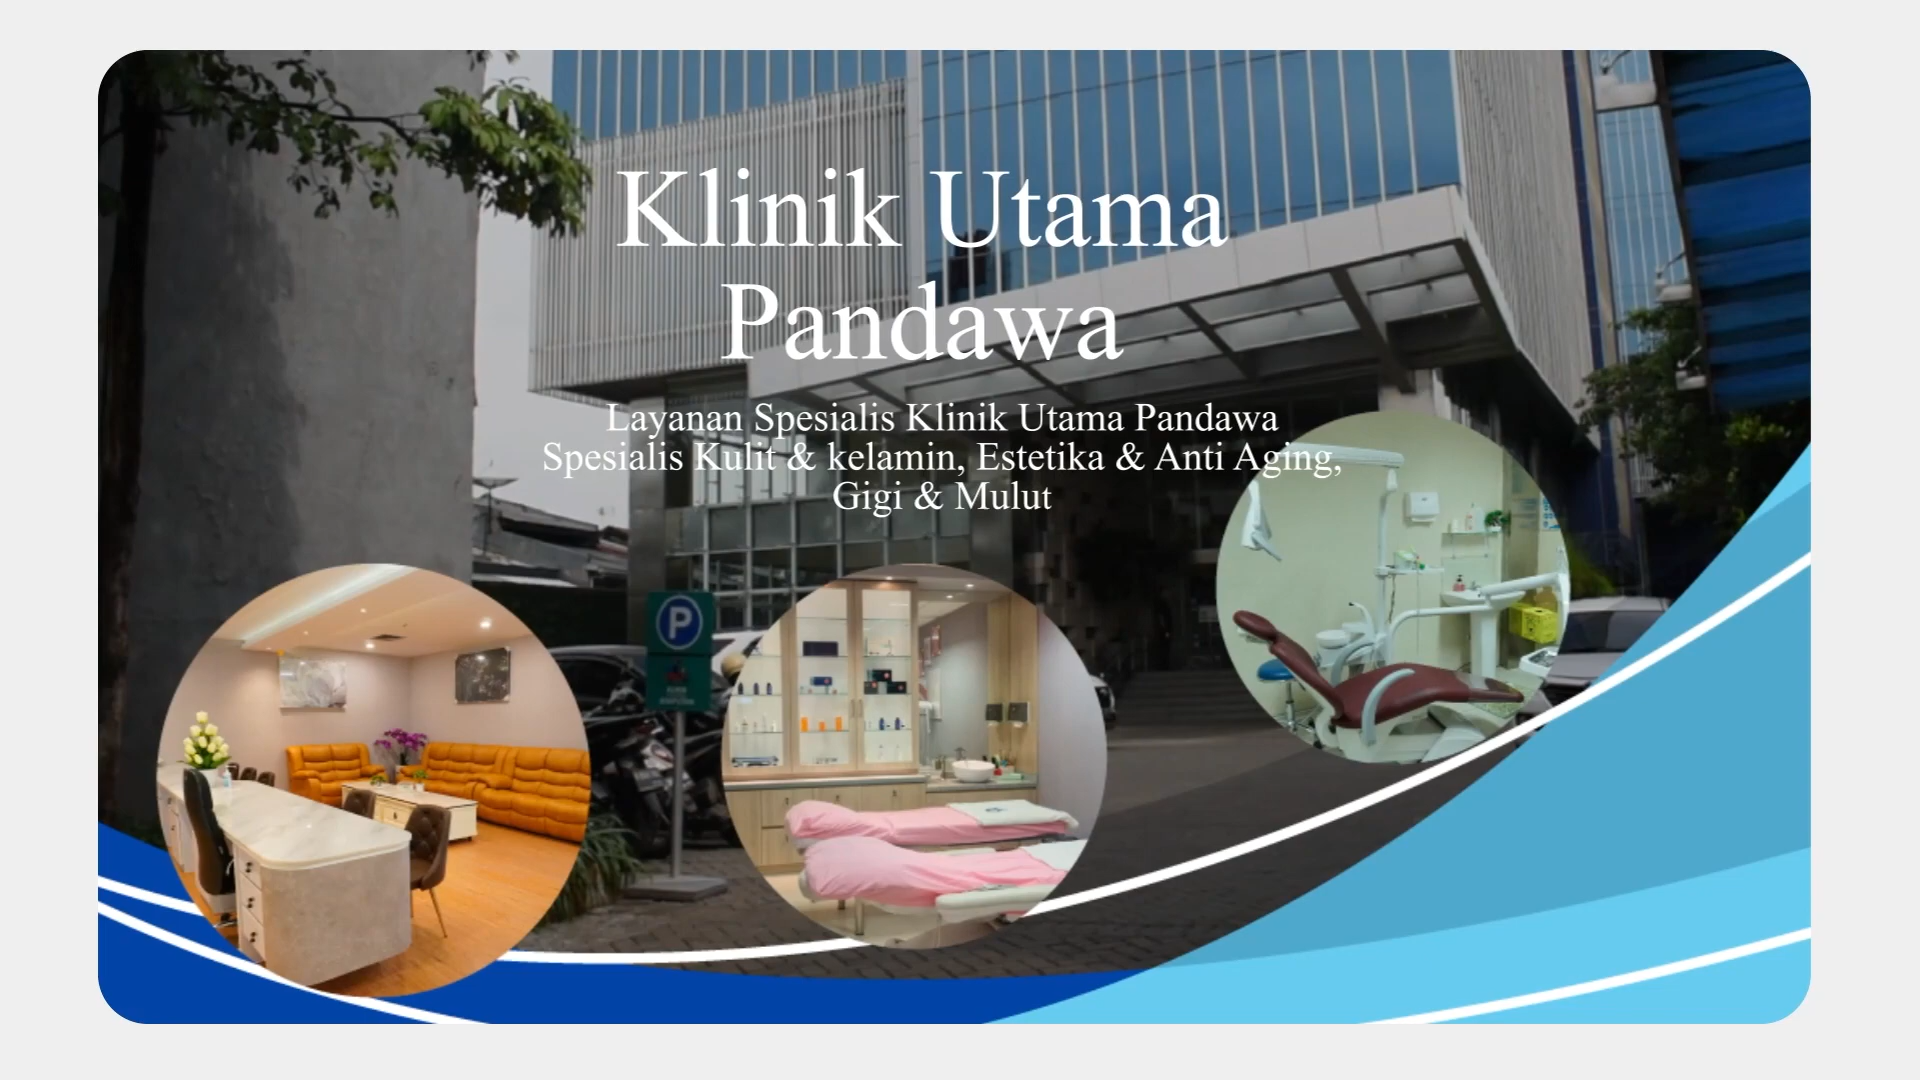 Klinik Utama
Pandawa
Layanan Spesialis Klinik Utama Pandawa
Spesialis Kulit & kelamin, Estetika & Anti Aging,
Gigi & Mulut
P